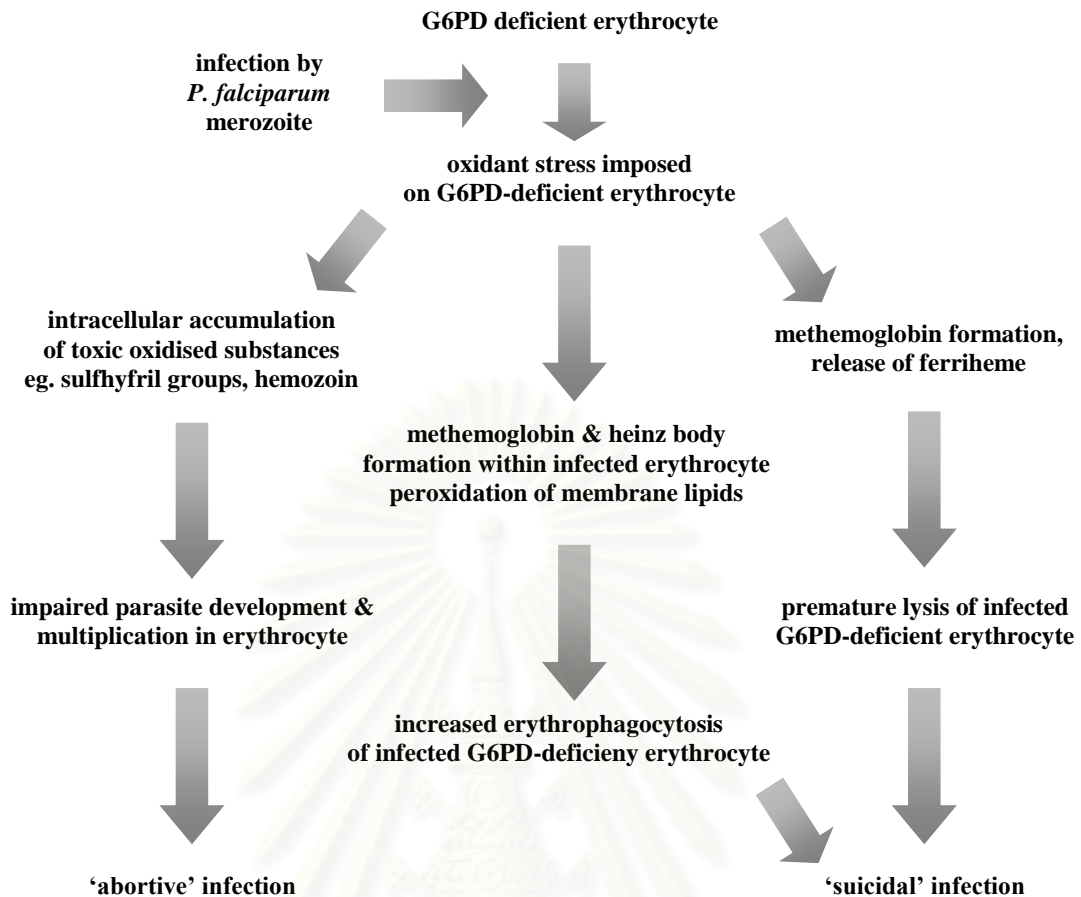 G6PD deficient erythrocyte
infection by
P. falciparum
merozoite
oxidant stress imposed
on G6PD-deficient erythrocyte
intracellular accumulation
of toxic oxidised substances
eg. sulfhyfril groups, hemozoin
methemoglobin formation,
release of ferriheme
methemoglobin & heinz body
formation within infected erythrocyte
peroxidation of membrane lipids
impaired parasite development &
multiplication in erythrocyte
premature lysis of infected
G6PD-deficient erythrocyte
increased erythrophagocytosis
of infected G6PD-deficieny erythrocyte
‘abortive’ infection
‘suicidal’ infection